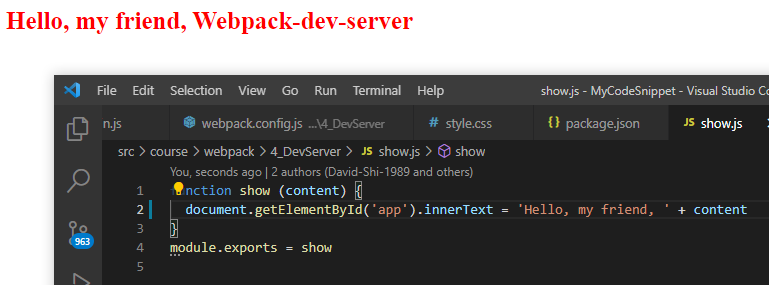 Hello, my friend, Webpack-dev-server
File Edit Selection View Go Run Terminal Help show.js - MyCodeSnippet - Visual Studio Co
n.js webpack.config.js ...\4_DevServer # style.css {} package.json JS show.js
src > course > webpack > 4_DevServer > JS show.js > show
You, seconds ago | 2 authors (David-Shi-1989 and others)
1 nction show (content) {
2 document.getElementById('app').innerText = 'Hello, my friend, ' + content
3 }
4 module.exports = show
5
963